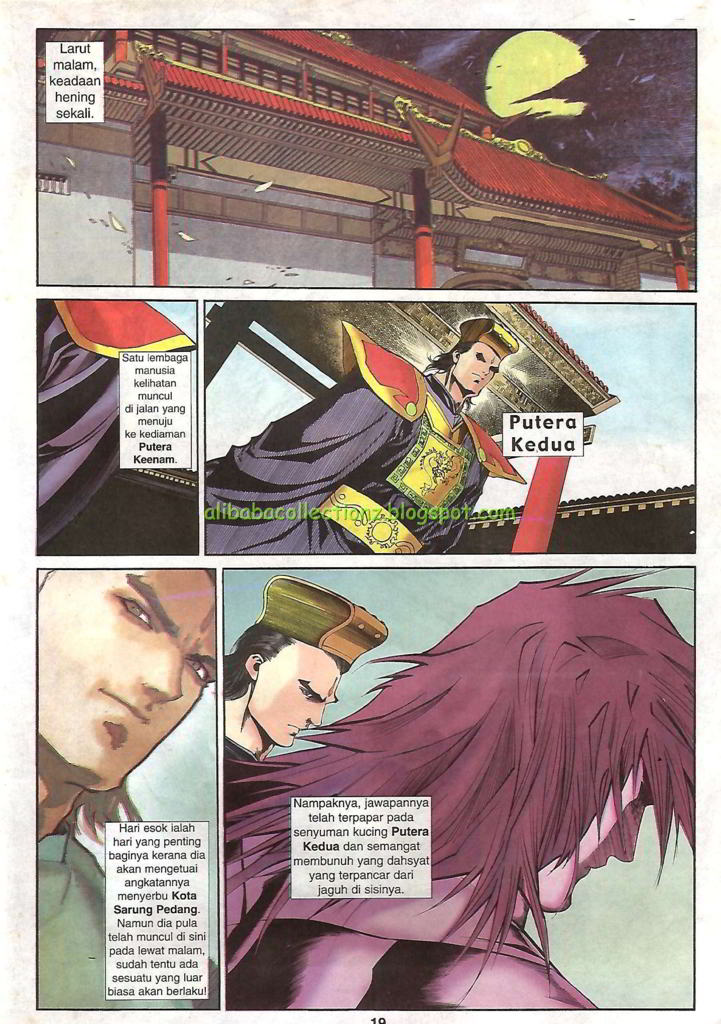 Larut
malam,
keadaan
hening
sekali.
Satu lembaga
manusia
kelihatan
muncul
di jalan yang
menuju
ke kediaman
Putera
Keenam.
Putera
Kedua
alibabacollectionz.blogspot.com
Hari esok ialah
hari yang penting
baginya kerana dia
akan mengetuai
angkatannya
menyerbu Kota
Sarung Pedang.
Namun dia pula
telah muncul di sini
pada lewat malam,
sudah tentu ada
sesuatu yang luar
biasa akan berlaku!
Nampaknya, jawapannya
telah terpapar pada
senyuman kucing Putera
Kedua dan semangat
membunuh yang dahsyat
yang terpancar dari
jaguh di sisinya.
19